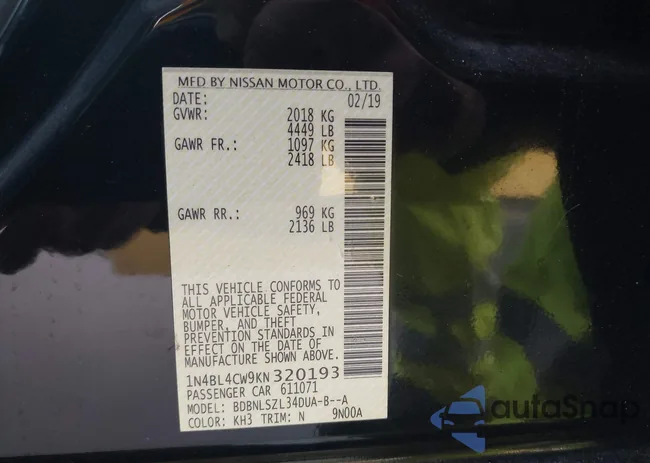 MFD BY NISSAN MOTOR CO., LTD.
DATE: 02/19
GVWR: 2018 KG
4449 LB
GAWR FR.: 1097 KG
2418 LB
GAWR RR.: 969 KG
2136 LB
THIS VEHICLE CONFORMS TO
ALL APPLICABLE FEDERAL
MOTOR VEHICLE SAFETY,
BUMPER, AND THEFT
PREVENTION STANDARDS IN
EFFECT ON THE DATE OF
MANUFACTURE SHOWN ABOVE.
1N4BL4CW9KN320193
PASSENGER CAR 611071
MODEL: BDBNLSZL34DUA-B--A
COLOR: KH3 TRIM: N 9N00A
autoSnap